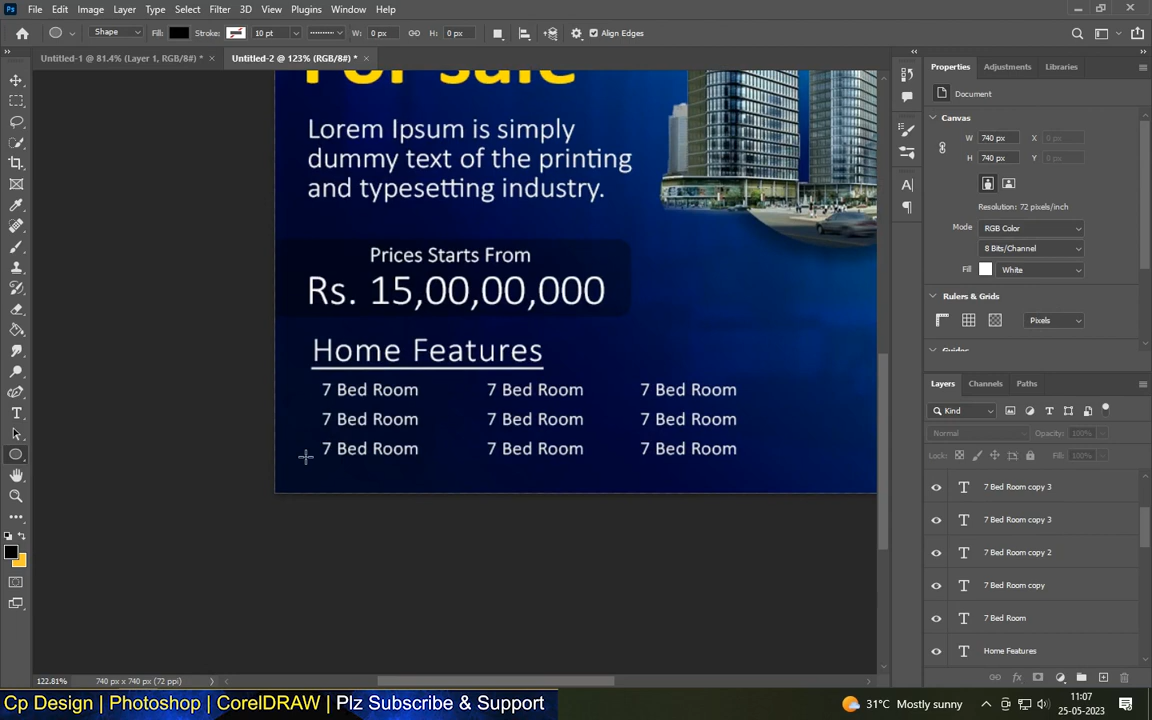 File Edit Image Layer Type Select Filter 3D View Plugins Window Help
Shape Fill: Stroke: 10 pt W: 0 px H: 0 px Align Edges
Untitled-1 @ 81.4% (Layer 1, RGB/8#) * × Untitled-2 @ 123% (RGB/8#) * ×
For sale
Lorem Ipsum is simply
dummy text of the printing
and typesetting industry.
Prices Starts From
Rs. 15,00,00,000
Home Features
7 Bed Room 7 Bed Room 7 Bed Room
7 Bed Room 7 Bed Room 7 Bed Room
7 Bed Room 7 Bed Room 7 Bed Room
Properties Adjustments Libraries
Document
Canvas
W 740 px X 0 px
H 740 px Y 0 px
Resolution: 72 pixels/inch
Mode RGB Color
8 Bits/Channel
Fill White
Rulers & Grids
Pixels
Guides
Layers Channels Paths
Kind
Normal Opacity: 100%
Lock: Fill: 100%
7 Bed Room copy 3
7 Bed Room copy 3
7 Bed Room copy 2
7 Bed Room copy
7 Bed Room
Home Features
122.81% 740 px x 740 px (72 ppi)
Cp Design | Photoshop | CorelDRAW | Plz Subscribe & Support
31°C Mostly sunny
11:07
25-05-2023